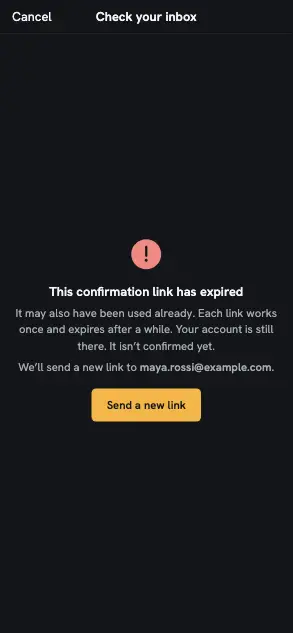 Cancel
Check your inbox
!
This confirmation link has expired
It may also have been used already. Each link works
once and expires after a while. Your account is still
there. It isn’t confirmed yet.
We’ll send a new link to maya.rossi@example.com.
Send a new link